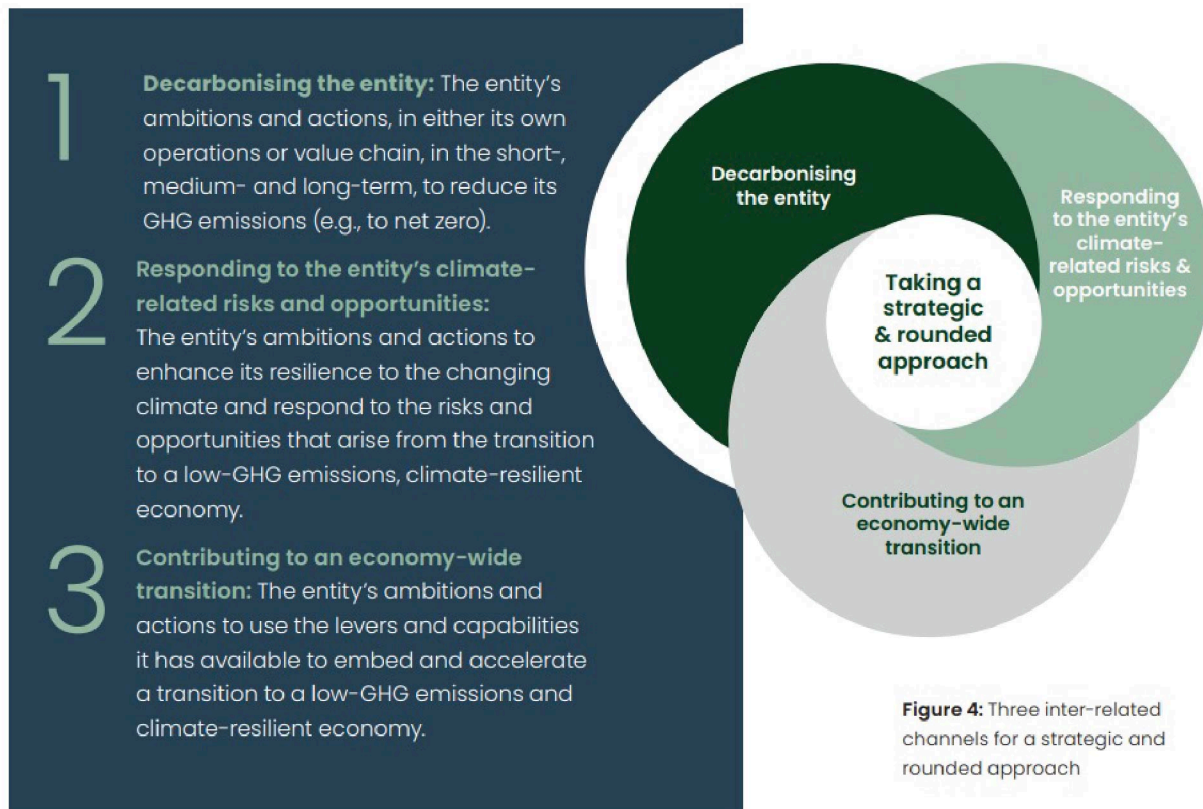 1
Decarbonising the entity: The entity's
ambitions and actions, in either its own
operations or value chain, in the short-,
medium- and long-term, to reduce its
GHG emissions (e.g., to net zero).
2
Responding to the entity's climate-
related risks and opportunities:
The entity's ambitions and actions to
enhance its resilience to the changing
climate and respond to the risks and
opportunities that arise from the transition
to a low-GHG emissions, climate-resilient
economy.
3
Contributing to an economy-wide
transition: The entity's ambitions and
actions to use the levers and capabilities
it has available to embed and accelerate
a transition to a low-GHG emissions and
climate-resilient economy.
Decarbonising
the entity
Responding
to the entity's
climate-
related risks &
opportunities
Taking a
strategic
& rounded
approach
Contributing to an
economy-wide
transition
Figure 4: Three inter-related
channels for a strategic and
rounded approach